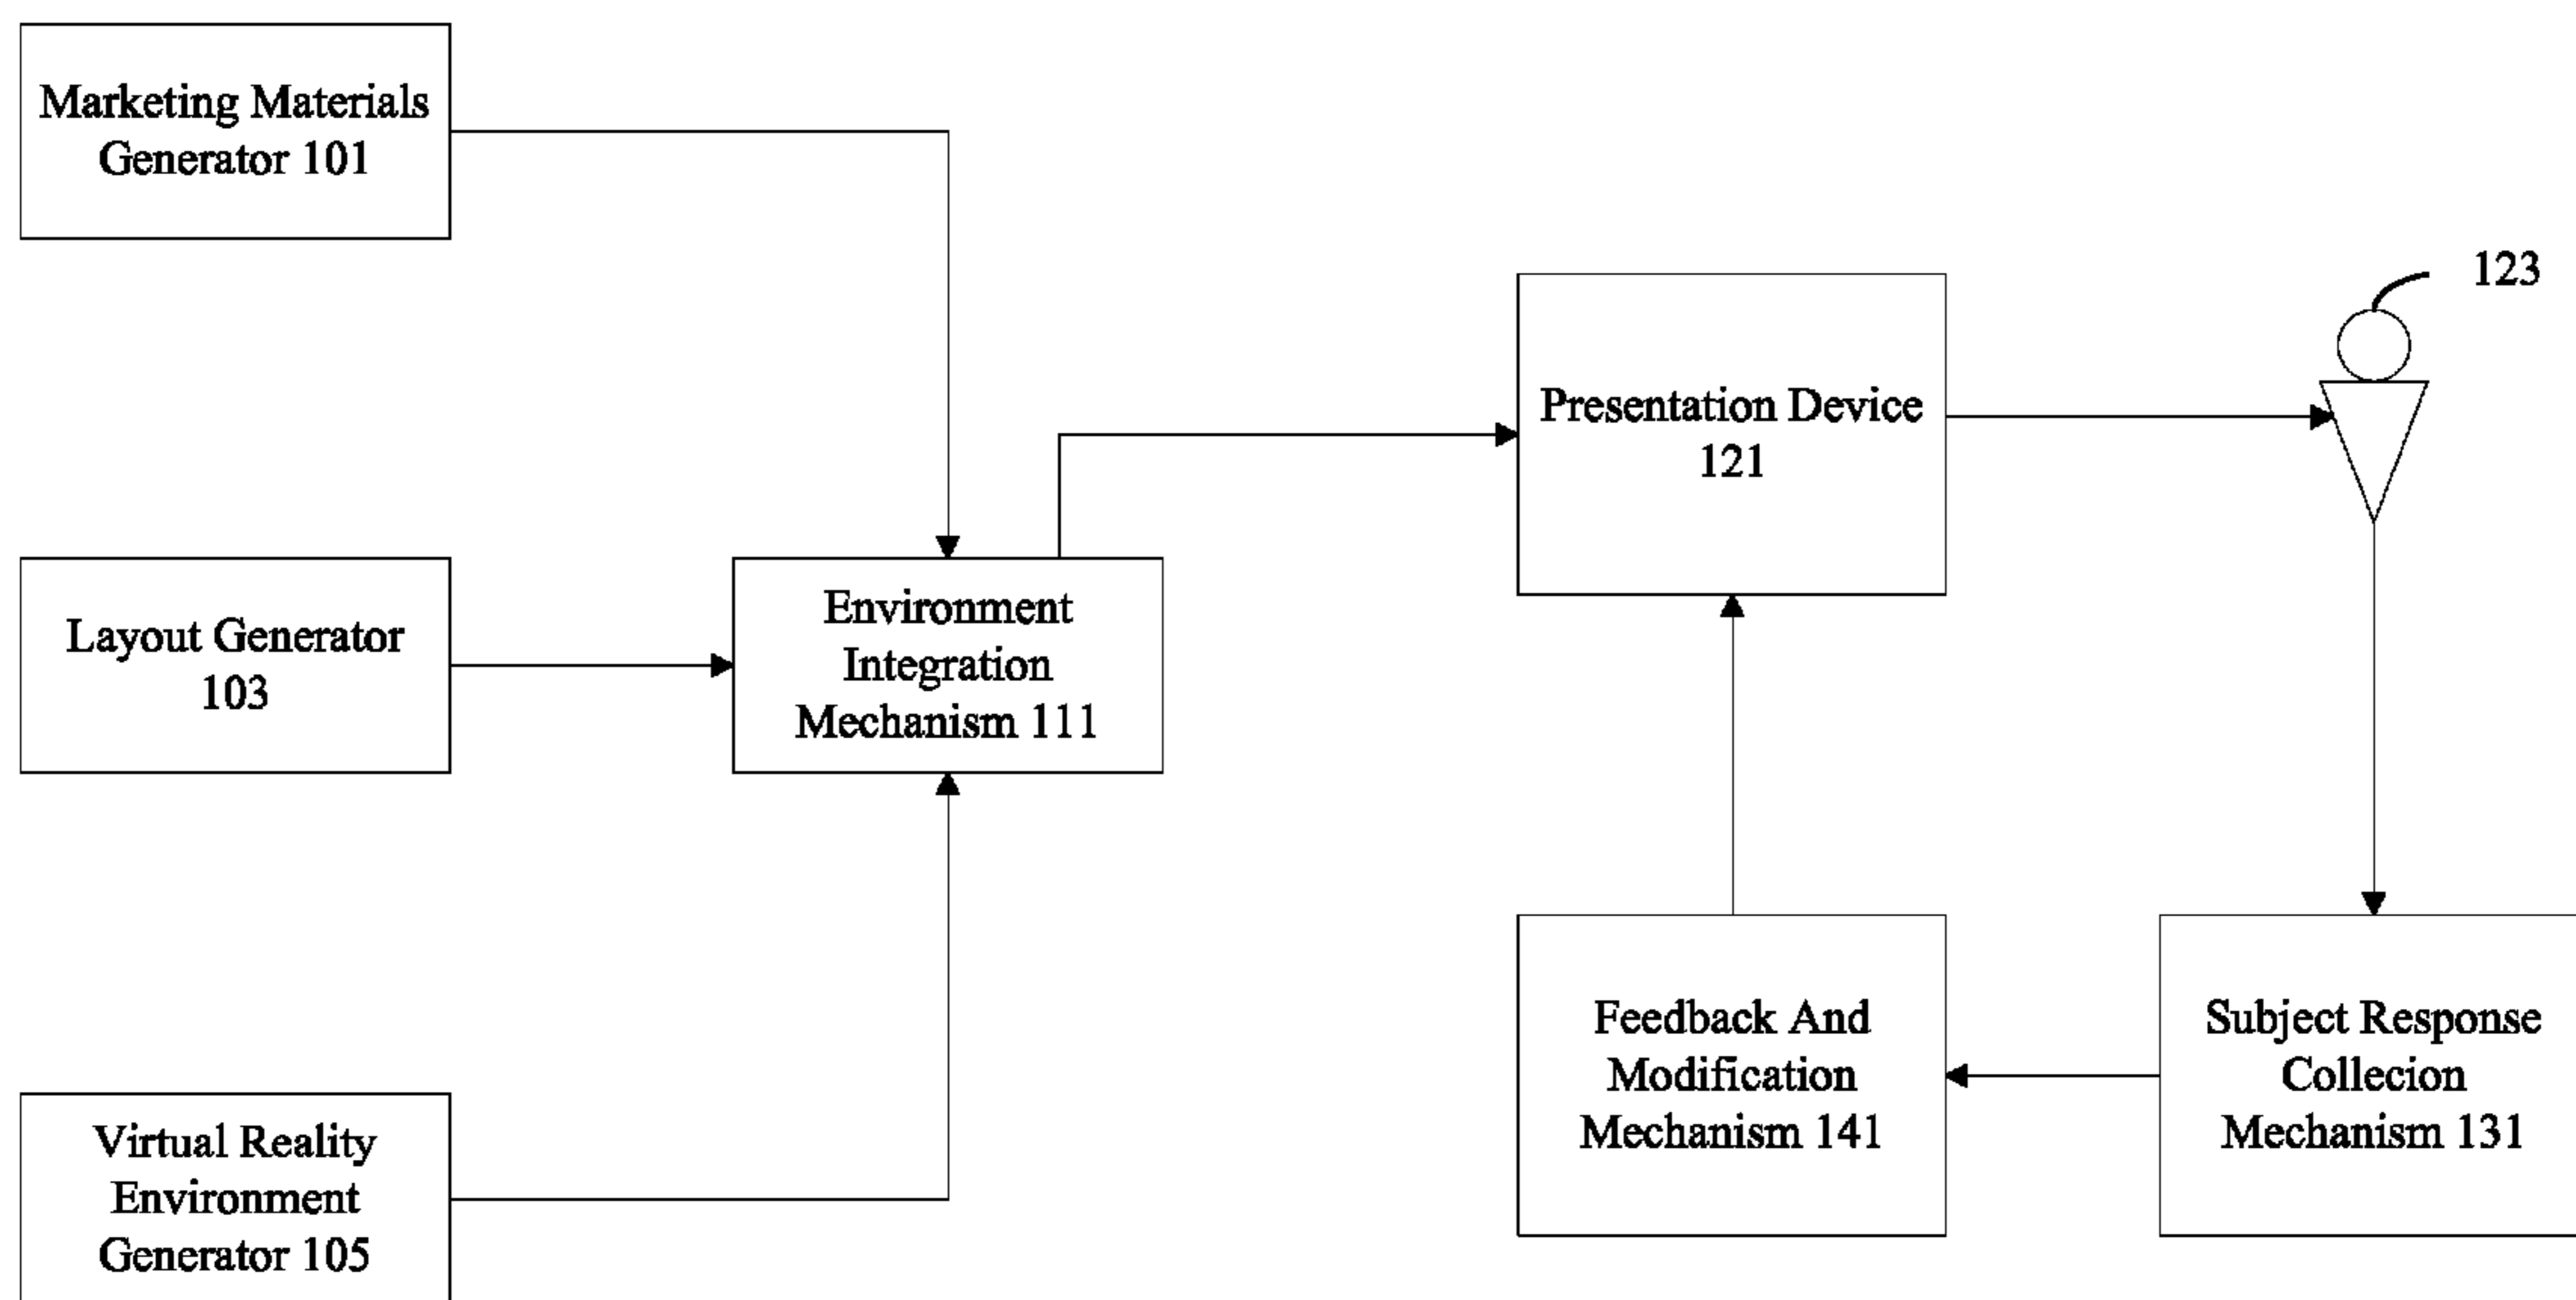 Marketing Materials
Generator 101
123
Presentation Device
121
Layout Generator
103
Environment
Integration
Mechanism 111
Feedback And
Modification
Mechanism 141
Subject Response
Collecion
Mechanism 131
Virtual Reality
Environment
Generator 105